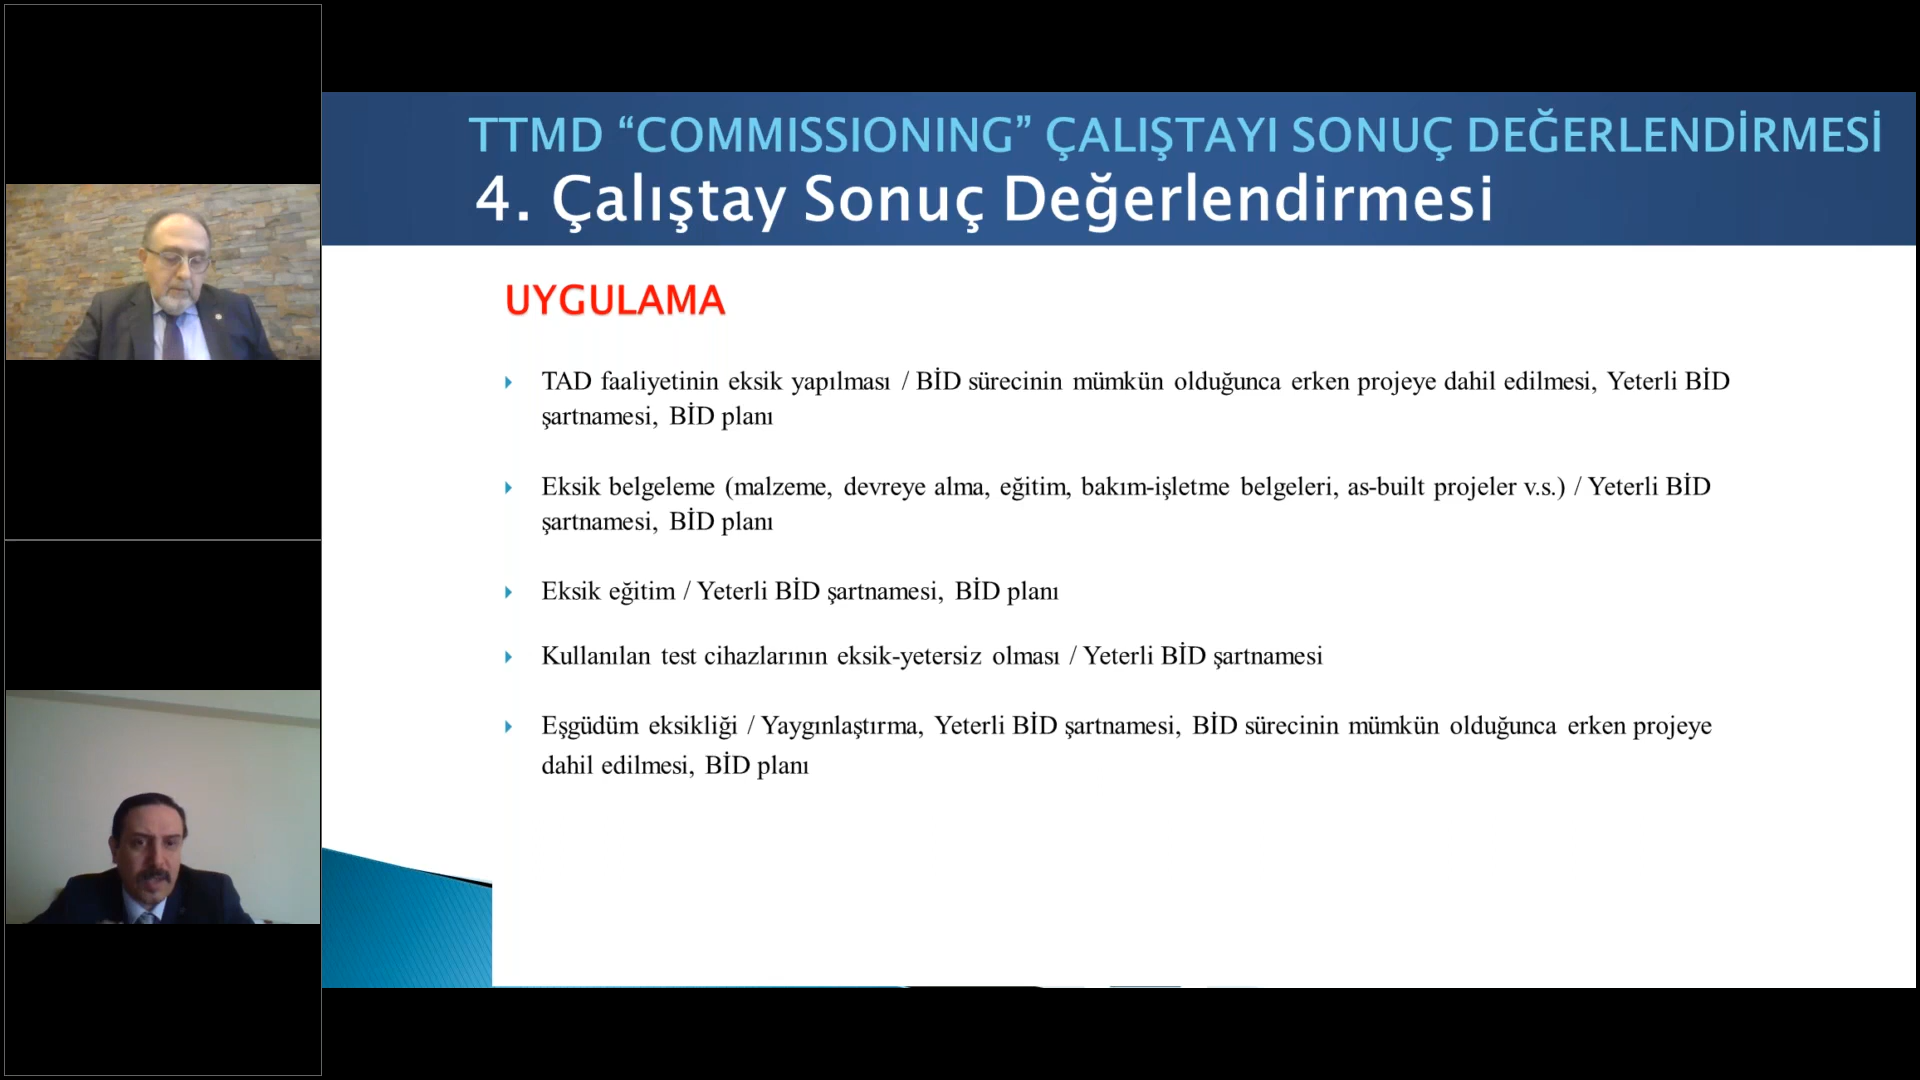 TTMD “COMMISSIONING” ÇALIŞTAYI SONUÇ DEĞERLENDİRMESİ
4. Çalıştay Sonuç Değerlendirmesi
UYGULAMA
TAD faaliyetinin eksik yapılması / BİD sürecinin mümkün olduğunca erken projeye dahil edilmesi, Yeterli BİD
şartnamesi, BİD planı
Eksik belgeleme (malzeme, devreye alma, eğitim, bakım-işletme belgeleri, as-built projeler v.s.) / Yeterli BİD
şartnamesi, BİD planı
Eksik eğitim / Yeterli BİD şartnamesi, BİD planı
Kullanılan test cihazlarının eksik-yetersiz olması / Yeterli BİD şartnamesi
Eşgüdüm eksikliği / Yaygınlaştırma, Yeterli BİD şartnamesi, BİD sürecinin mümkün olduğunca erken projeye
dahil edilmesi, BİD planı